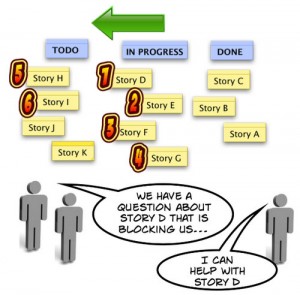 TODO
IN PROGRESS
DONE
5
Story H
1
Story D
Story C
6
Story I
2
Story E
Story B
Story J
3
Story F
Story A
Story K
4
Story G
WE HAVE A
QUESTION ABOUT
STORY D THAT IS
BLOCKING US...
I CAN
HELP WITH
STORY D